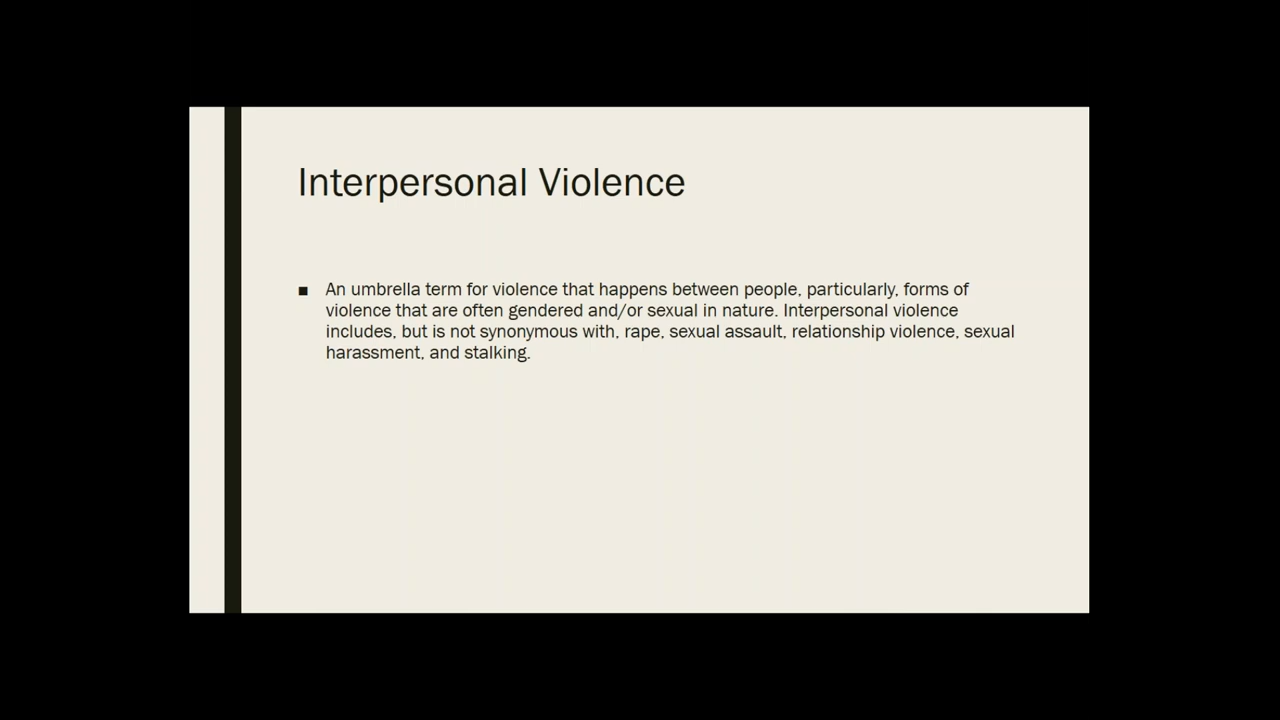 Interpersonal Violence
■ An umbrella term for violence that happens between people, particularly, forms of
violence that are often gendered and/or sexual in nature. Interpersonal violence
includes, but is not synonymous with, rape, sexual assault, relationship violence, sexual
harassment, and stalking.